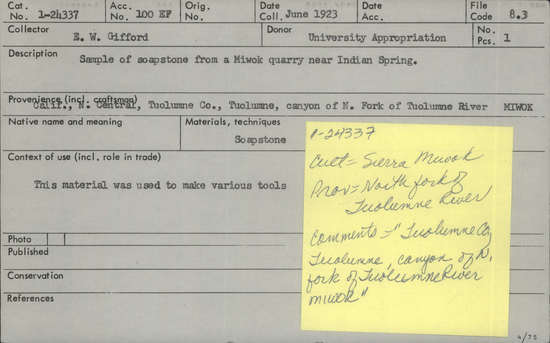 Cat. No. 1-24337 Acc. No. 100 EF Orig. No. Date Coll. June 1923 Date Acc. File Code 8.3
Collector E. W. Gifford Donor University Appropriation No. Pcs. 1
Description Sample of soapstone from a Miwok quarry near Indian Spring.
Provenience (incl. craftsman) Calif., N. Central, Tuolumne Co., Tuolumne, canyon of N. Fork of Tuolumne River MIWOK
Native name and meaning Materials, techniques
Soapstone
Context of use (incl. role in trade)
This material was used to make various tools
Photo
Published
Conservation
References
1-24337
Cult = Sierra Miwok
Prov = North fork of
Tuolumne River
Comments = "Tuolumne Co,
Tuolumne, canyon of N.
fork of Tuolumne River
miwok"
4/75